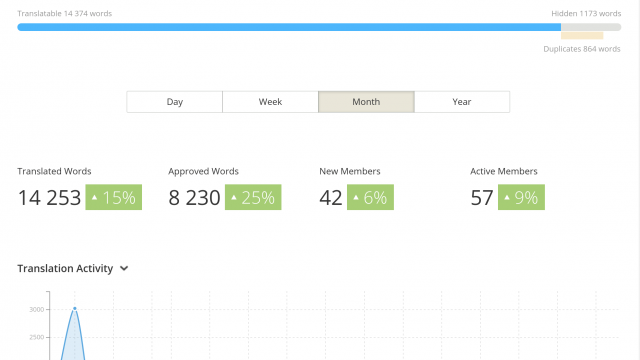 Translatable 14 374 words
Hidden 1173 words
Duplicates 864 words
Day
Week
Month
Year
Translated Words
Approved Words
New Members
Active Members
14 253 ▲ 15%
8 230 ▲ 25%
42 ▲ 6%
57 ▲ 9%
Translation Activity
3000
2500